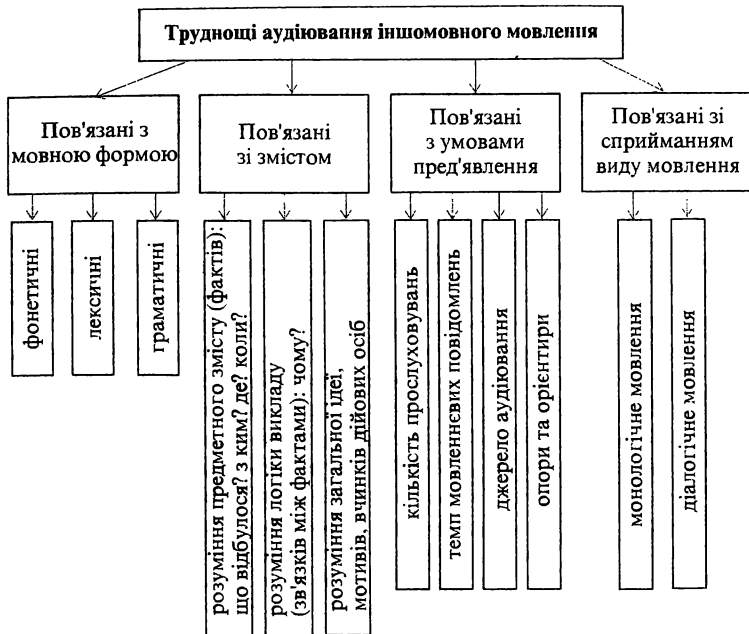 Труднощі аудіювання іншомовного мовлення
Пов'язані з
мовною формою
Пов'язані
зі змістом
Пов'язані
з умовами
пред'явлення
Пов'язані зі
сприйманням
виду мовлення
фонетичні
лексичні
граматичні
розуміння предметного змісту (фактів):
що відбулося? з ким? де? коли?
розуміння логіки викладу
(зв'язків між фактами): чому?
розуміння загальної ідеї,
мотивів, вчинків дійових осіб
кількість прослуховувань
темп мовленнєвих повідомлень
джерело аудіювання
опори та орієнтири
монологічне мовлення
діалогічне мовлення